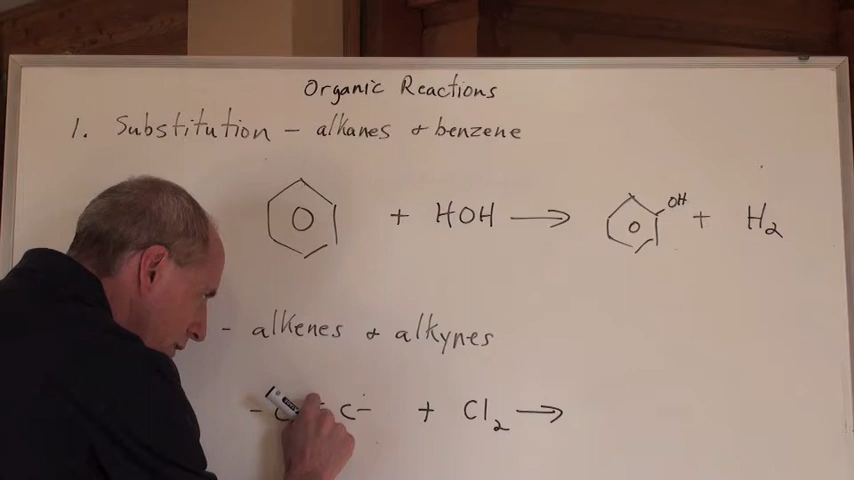 Organic Reactions
1. Substitution - alkanes & benzene
+ HOH → OH + H2
- alkenes & alkynes
- C C - + Cl2 →